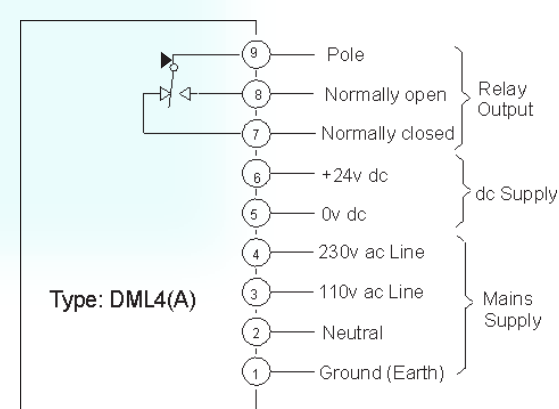 9 Pole
8 Normally open
7 Normally closed
Relay
Output
6 +24v dc
5 0v dc
dc Supply
4 230v ac Line
3 110v ac Line
2 Neutral
1 Ground (Earth)
Mains
Supply
Type: DML4(A)